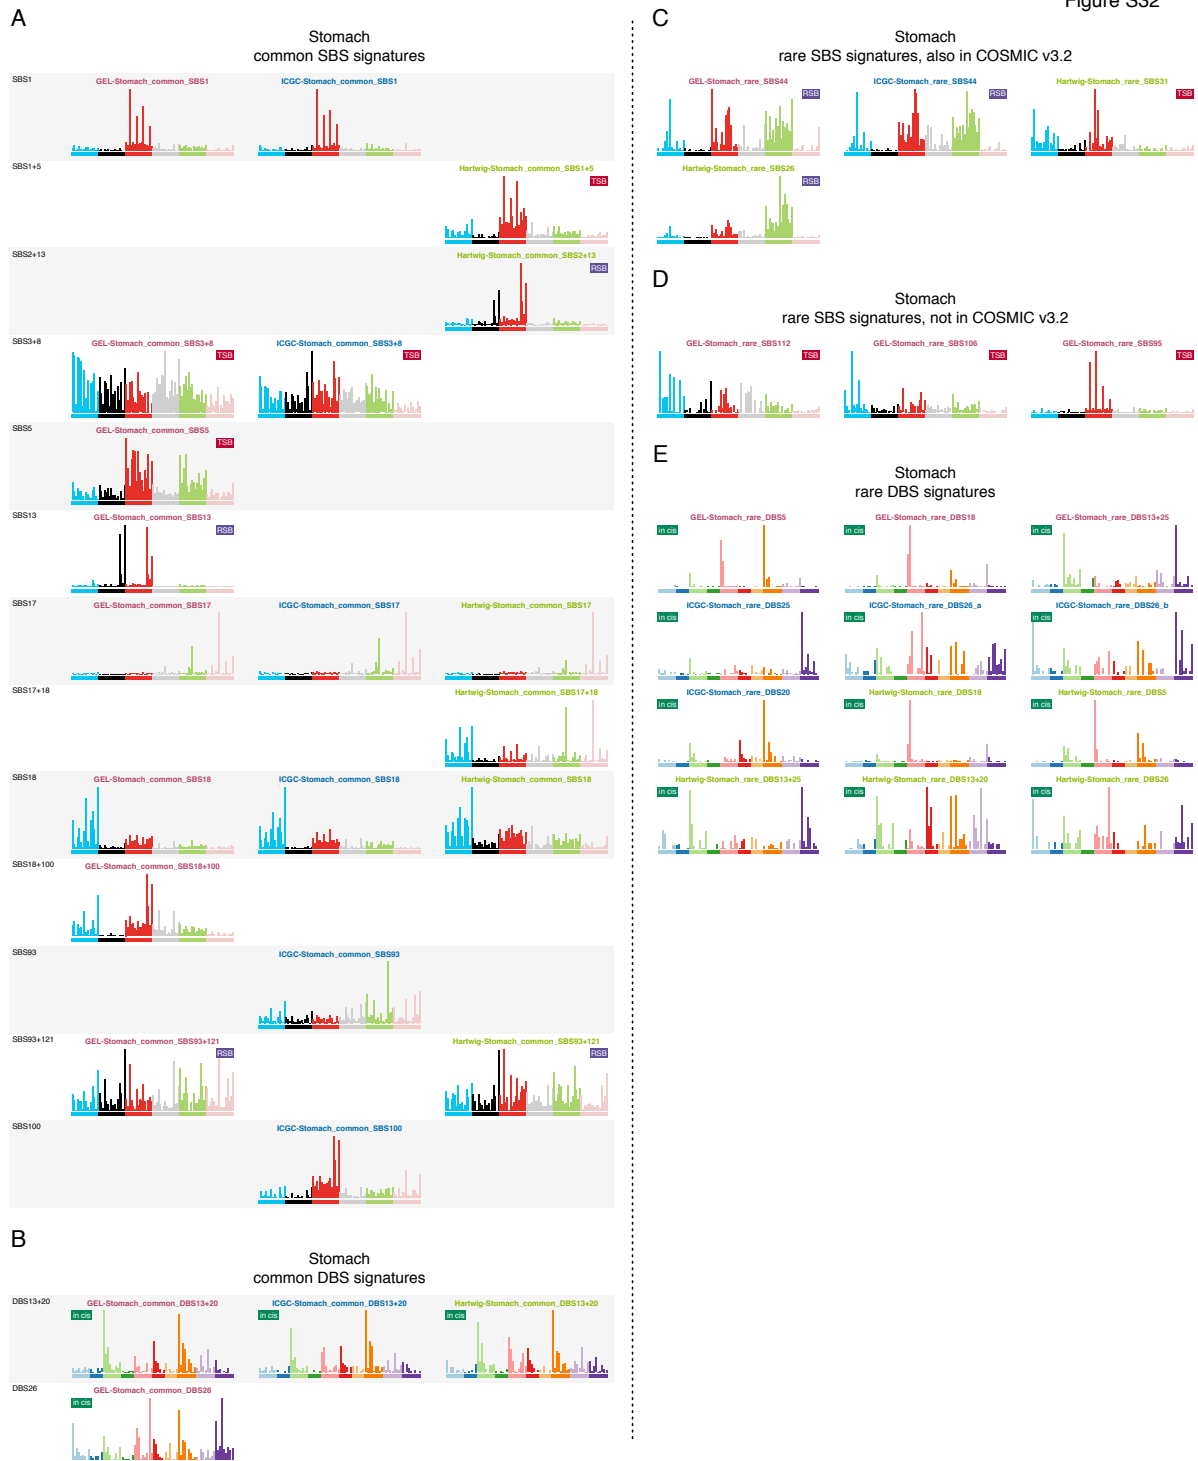 Figure S32
A
Stomach
common SBS signatures
SBS1
GEL-Stomach_common_SBS1
ICGC-Stomach_common_SBS1
SBS1+5
Hartwig-Stomach_common_SBS1+5
TSB
SBS2+13
Hartwig-Stomach_common_SBS2+13
RSB
SBS3+8
GEL-Stomach_common_SBS3+8
TSB
ICGC-Stomach_common_SBS3+8
TSB
SBS5
GEL-Stomach_common_SBS5
TSB
SBS13
GEL-Stomach_common_SBS13
RSB
SBS17
GEL-Stomach_common_SBS17
ICGC-Stomach_common_SBS17
Hartwig-Stomach_common_SBS17
SBS17+18
Hartwig-Stomach_common_SBS17+18
SBS18
GEL-Stomach_common_SBS18
ICGC-Stomach_common_SBS18
Hartwig-Stomach_common_SBS18
SBS18+100
GEL-Stomach_common_SBS18+100
SBS93
ICGC-Stomach_common_SBS93
SBS93+121
GEL-Stomach_common_SBS93+121
RSB
Hartwig-Stomach_common_SBS93+121
RSB
SBS100
ICGC-Stomach_common_SBS100
B
Stomach
common DBS signatures
DBS13+20
GEL-Stomach_common_DBS13+20
in cis
ICGC-Stomach_common_DBS13+20
in cis
Hartwig-Stomach_common_DBS13+20
in cis
DBS26
GEL-Stomach_common_DBS26
in cis
C
Stomach
rare SBS signatures, also in COSMIC v3.2
GEL-Stomach_rare_SBS44
RSB
ICGC-Stomach_rare_SBS44
RSB
Hartwig-Stomach_rare_SBS31
TSB
Hartwig-Stomach_rare_SBS26
RSB
D
Stomach
rare SBS signatures, not in COSMIC v3.2
GEL-Stomach_rare_SBS112
TSB
GEL-Stomach_rare_SBS106
TSB
GEL-Stomach_rare_SBS95
TSB
E
Stomach
rare DBS signatures
GEL-Stomach_rare_DBS5
in cis
GEL-Stomach_rare_DBS18
in cis
GEL-Stomach_rare_DBS13+25
in cis
ICGC-Stomach_rare_DBS25
in cis
ICGC-Stomach_rare_DBS26_a
in cis
ICGC-Stomach_rare_DBS26_b
in cis
ICGC-Stomach_rare_DBS20
in cis
Hartwig-Stomach_rare_DBS18
in cis
Hartwig-Stomach_rare_DBS5
in cis
Hartwig-Stomach_rare_DBS13+25
in cis
Hartwig-Stomach_rare_DBS13+20
in cis
Hartwig-Stomach_rare_DBS26
in cis